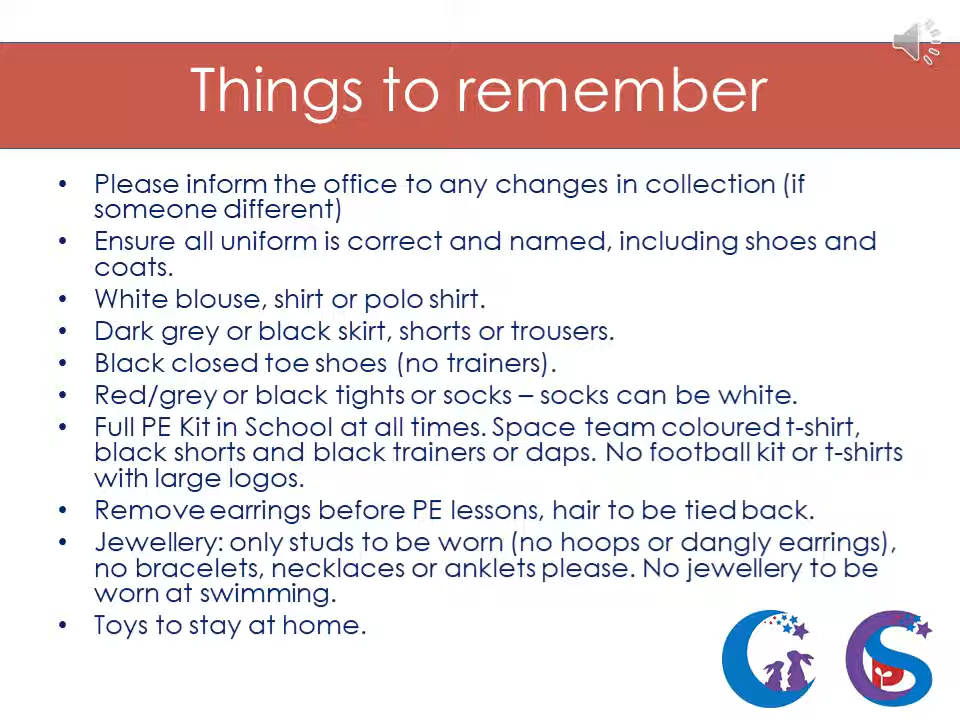 Things to remember
• Please inform the office to any changes in collection (if
someone different)
• Ensure all uniform is correct and named, including shoes and
coats.
• White blouse, shirt or polo shirt.
• Dark grey or black skirt, shorts or trousers.
• Black closed toe shoes (no trainers).
• Red/grey or black tights or socks – socks can be white.
• Full PE Kit in School at all times. Space team coloured t-shirt,
black shorts and black trainers or daps. No football kit or t-shirts
with large logos.
• Remove earrings before PE lessons, hair to be tied back.
• Jewellery: only studs to be worn (no hoops or dangly earrings),
no bracelets, necklaces or anklets please. No jewellery to be
worn at swimming.
• Toys to stay at home.